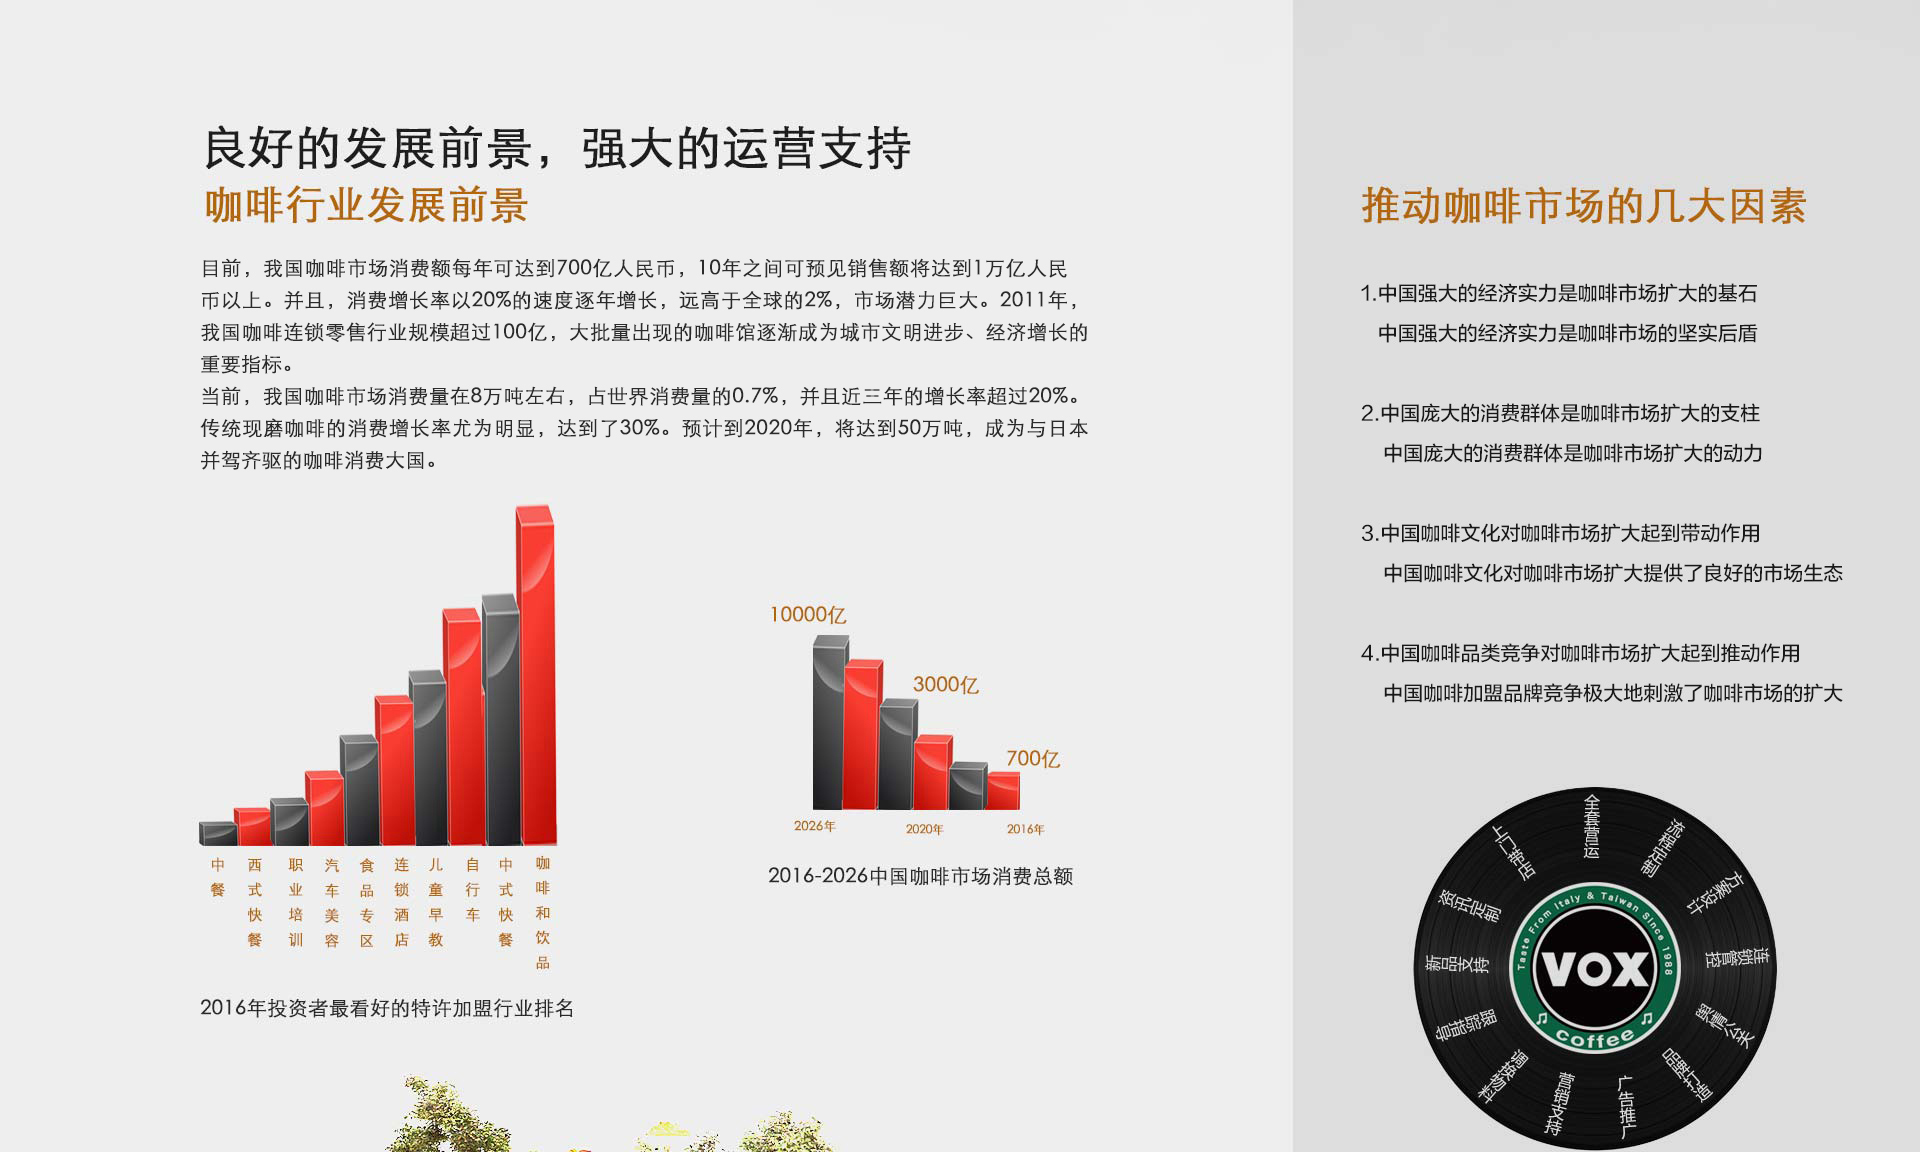 良好的发展前景，强大的运营支持
咖啡行业发展前景
目前，我国咖啡市场消费额每年可达到700亿人民币，10年之间可预见销售额将达到1万亿人民
币以上。并且，消费增长率以20%的速度逐年增长，远高于全球的2%，市场潜力巨大。2011年，
我国咖啡连锁零售行业规模超过100亿，大批量出现的咖啡馆逐渐成为城市文明进步、经济增长的
重要指标。
当前，我国咖啡市场消费量在8万吨左右，占世界消费量的0.7%，并且近三年的增长率超过20%。
传统现磨咖啡的消费增长率尤为明显，达到了30%。预计到2020年，将达到50万吨，成为与日本
并驾齐驱的咖啡消费大国。
中餐
西式快餐
职业培训
汽车美容
食品专区
连锁酒店
儿童早教
自行车
中式快餐
咖啡和饮品
2016年投资者最看好的特许加盟行业排名
10000亿
3000亿
700亿
2026年
2020年
2016年
2016-2026中国咖啡市场消费总额
推动咖啡市场的几大因素
1.中国强大的经济实力是咖啡市场扩大的基石
中国强大的经济实力是咖啡市场的坚实后盾
2.中国庞大的消费群体是咖啡市场扩大的支柱
中国庞大的消费群体是咖啡市场扩大的动力
3.中国咖啡文化对咖啡市场扩大起到带动作用
中国咖啡文化对咖啡市场扩大提供了良好的市场生态
4.中国咖啡品类竞争对咖啡市场扩大起到推动作用
中国咖啡加盟品牌竞争极大地刺激了咖啡市场的扩大
全套营运
流程定制
方案设计
连锁管控
舆情公关
品牌打造
广告推广
营销支持
新品支持
资讯定制
上门带店
Taste From Italy & Taiwan Since 1988
VOX
coffee